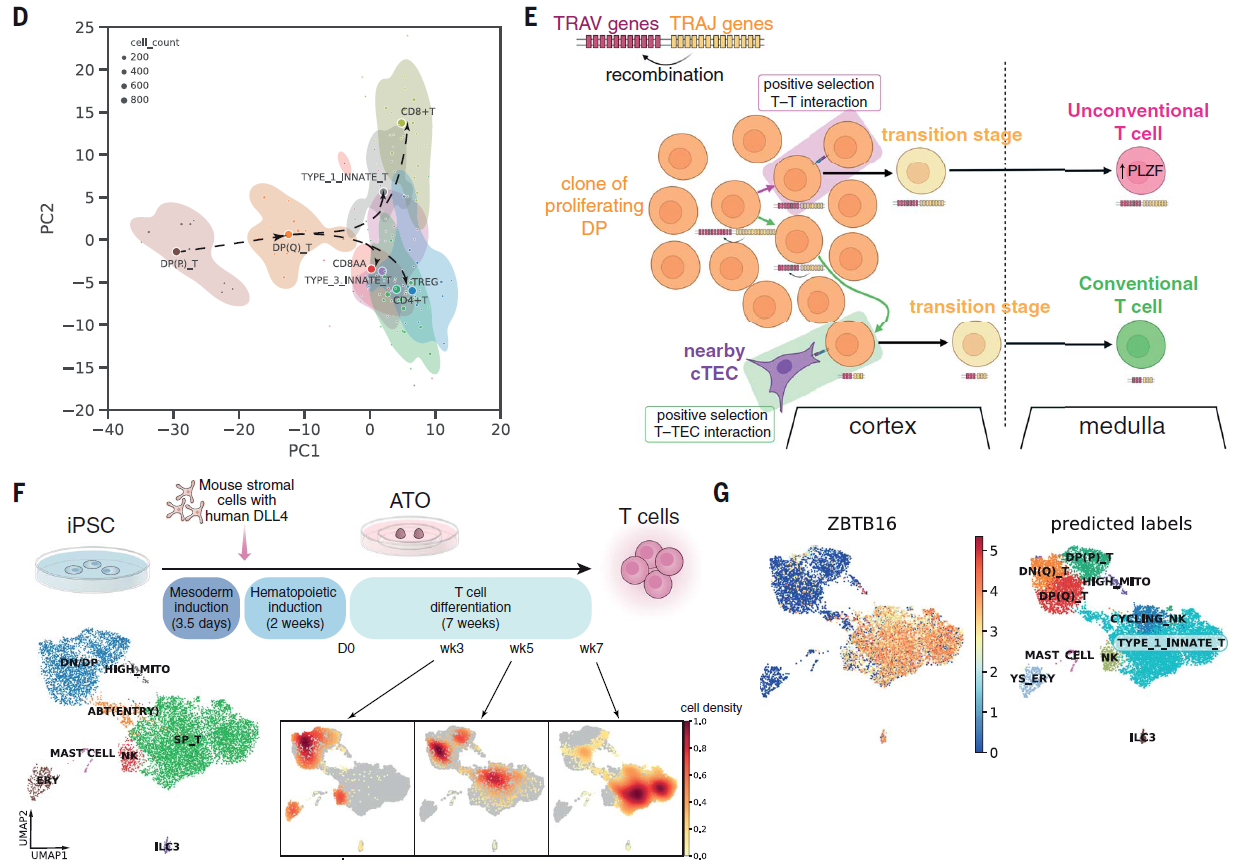 D
25
20
15
10
5
0
−5
−10
−15
−20
PC2
−40
−30
−20
−10
0
10
20
PC1
cell_count
200
400
600
800
CD8+T
TYPE_1_INNATE_T
DP(P)_T
DP(Q)_T
CD8AA
TYPE_3_INNATE_T
TREG
CD4+T
E
TRAV genes
TRAJ genes
recombination
positive selection
T–T interaction
clone of
proliferating
DP
transition stage
Unconventional
T cell
↑PLZF
transition stage
Conventional
T cell
nearby
cTEC
positive selection
T–TEC interaction
cortex
medulla
F
iPSC
Mouse stromal
cells with
human DLL4
ATO
T cells
Mesoderm
induction
(3.5 days)
Hematopoietic
induction
(2 weeks)
T cell
differentiation
(7 weeks)
D0
wk3
wk5
wk7
DN/DP
HIGH_MITO
ABT(ENTRY)
SP_T
MAST CELL
NK
ERY
ILC3
UMAP2
UMAP1
cell density
1.0
0.8
0.6
0.4
0.2
0.0
G
ZBTB16
5
4
3
2
1
0
predicted labels
DP(P)_T
DN(Q)_T
HIGH_MITO
DP(Q)_T
CYCLING_NK
TYPE_1_INNATE_T
MAST CELL
NK
YS_ERY
ILC3